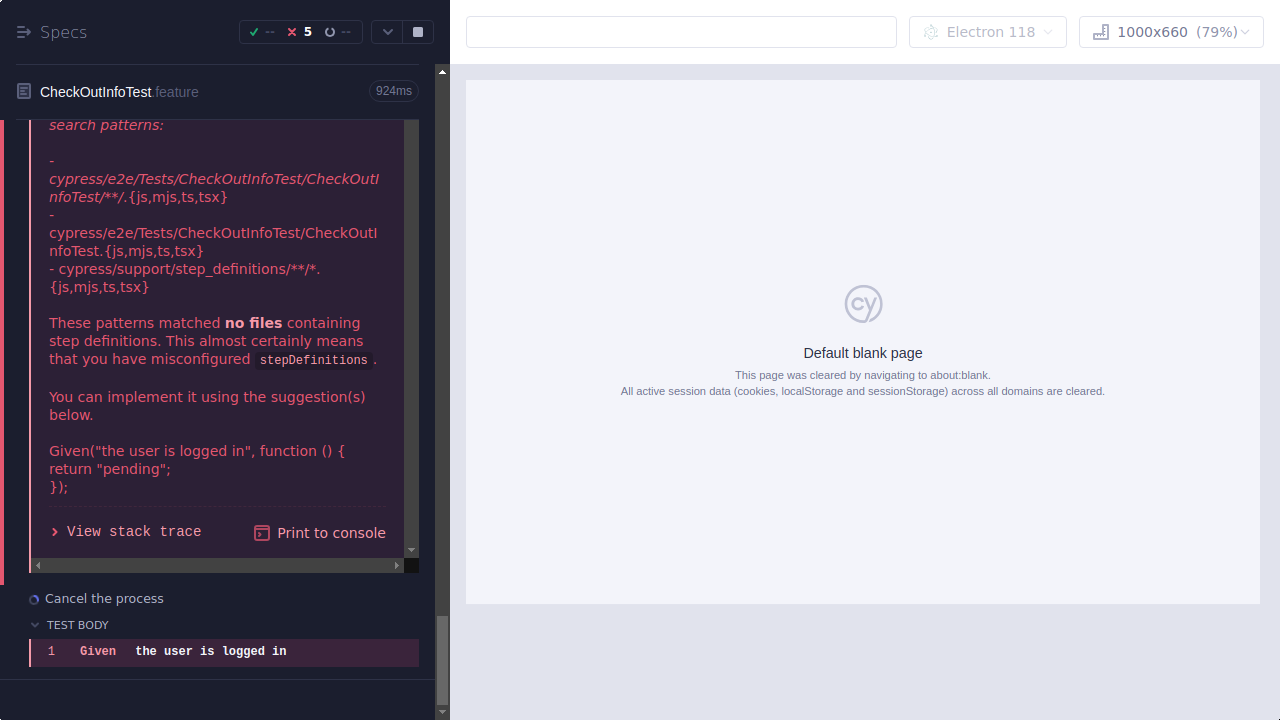 Specs
-- 5 --
Electron 118
1000x660 (79%)
CheckOutInfoTest.feature
924ms
search patterns:
-
cypress/e2e/Tests/CheckOutInfoTest/CheckOutI
nfoTest/**/.{js,mjs,ts,tsx}
-
cypress/e2e/Tests/CheckOutInfoTest/CheckOutI
nfoTest.{js,mjs,ts,tsx}
- cypress/support/step_definitions/**/*.
{js,mjs,ts,tsx}
These patterns matched no files containing
step definitions. This almost certainly means
that you have misconfigured stepDefinitions.
You can implement it using the suggestion(s)
below.
Given("the user is logged in", function () {
return "pending";
});
View stack trace
Print to console
Cancel the process
TEST BODY
1 Given the user is logged in
cy
Default blank page
This page was cleared by navigating to about:blank.
All active session data (cookies, localStorage and sessionStorage) across all domains are cleared.